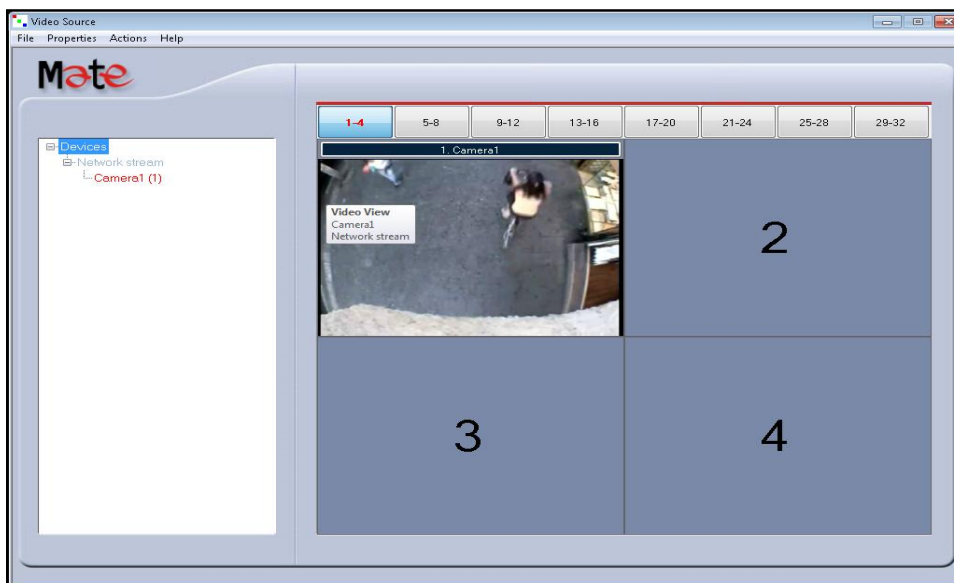 Video Source
File Properties Actions Help
Mate
Devices
Network stream
Camera1 (1)
1-4 5-8 9-12 13-16 17-20 21-24 25-28 29-32
1. Camera1
Video View
Camera1
Network stream
2
3
4